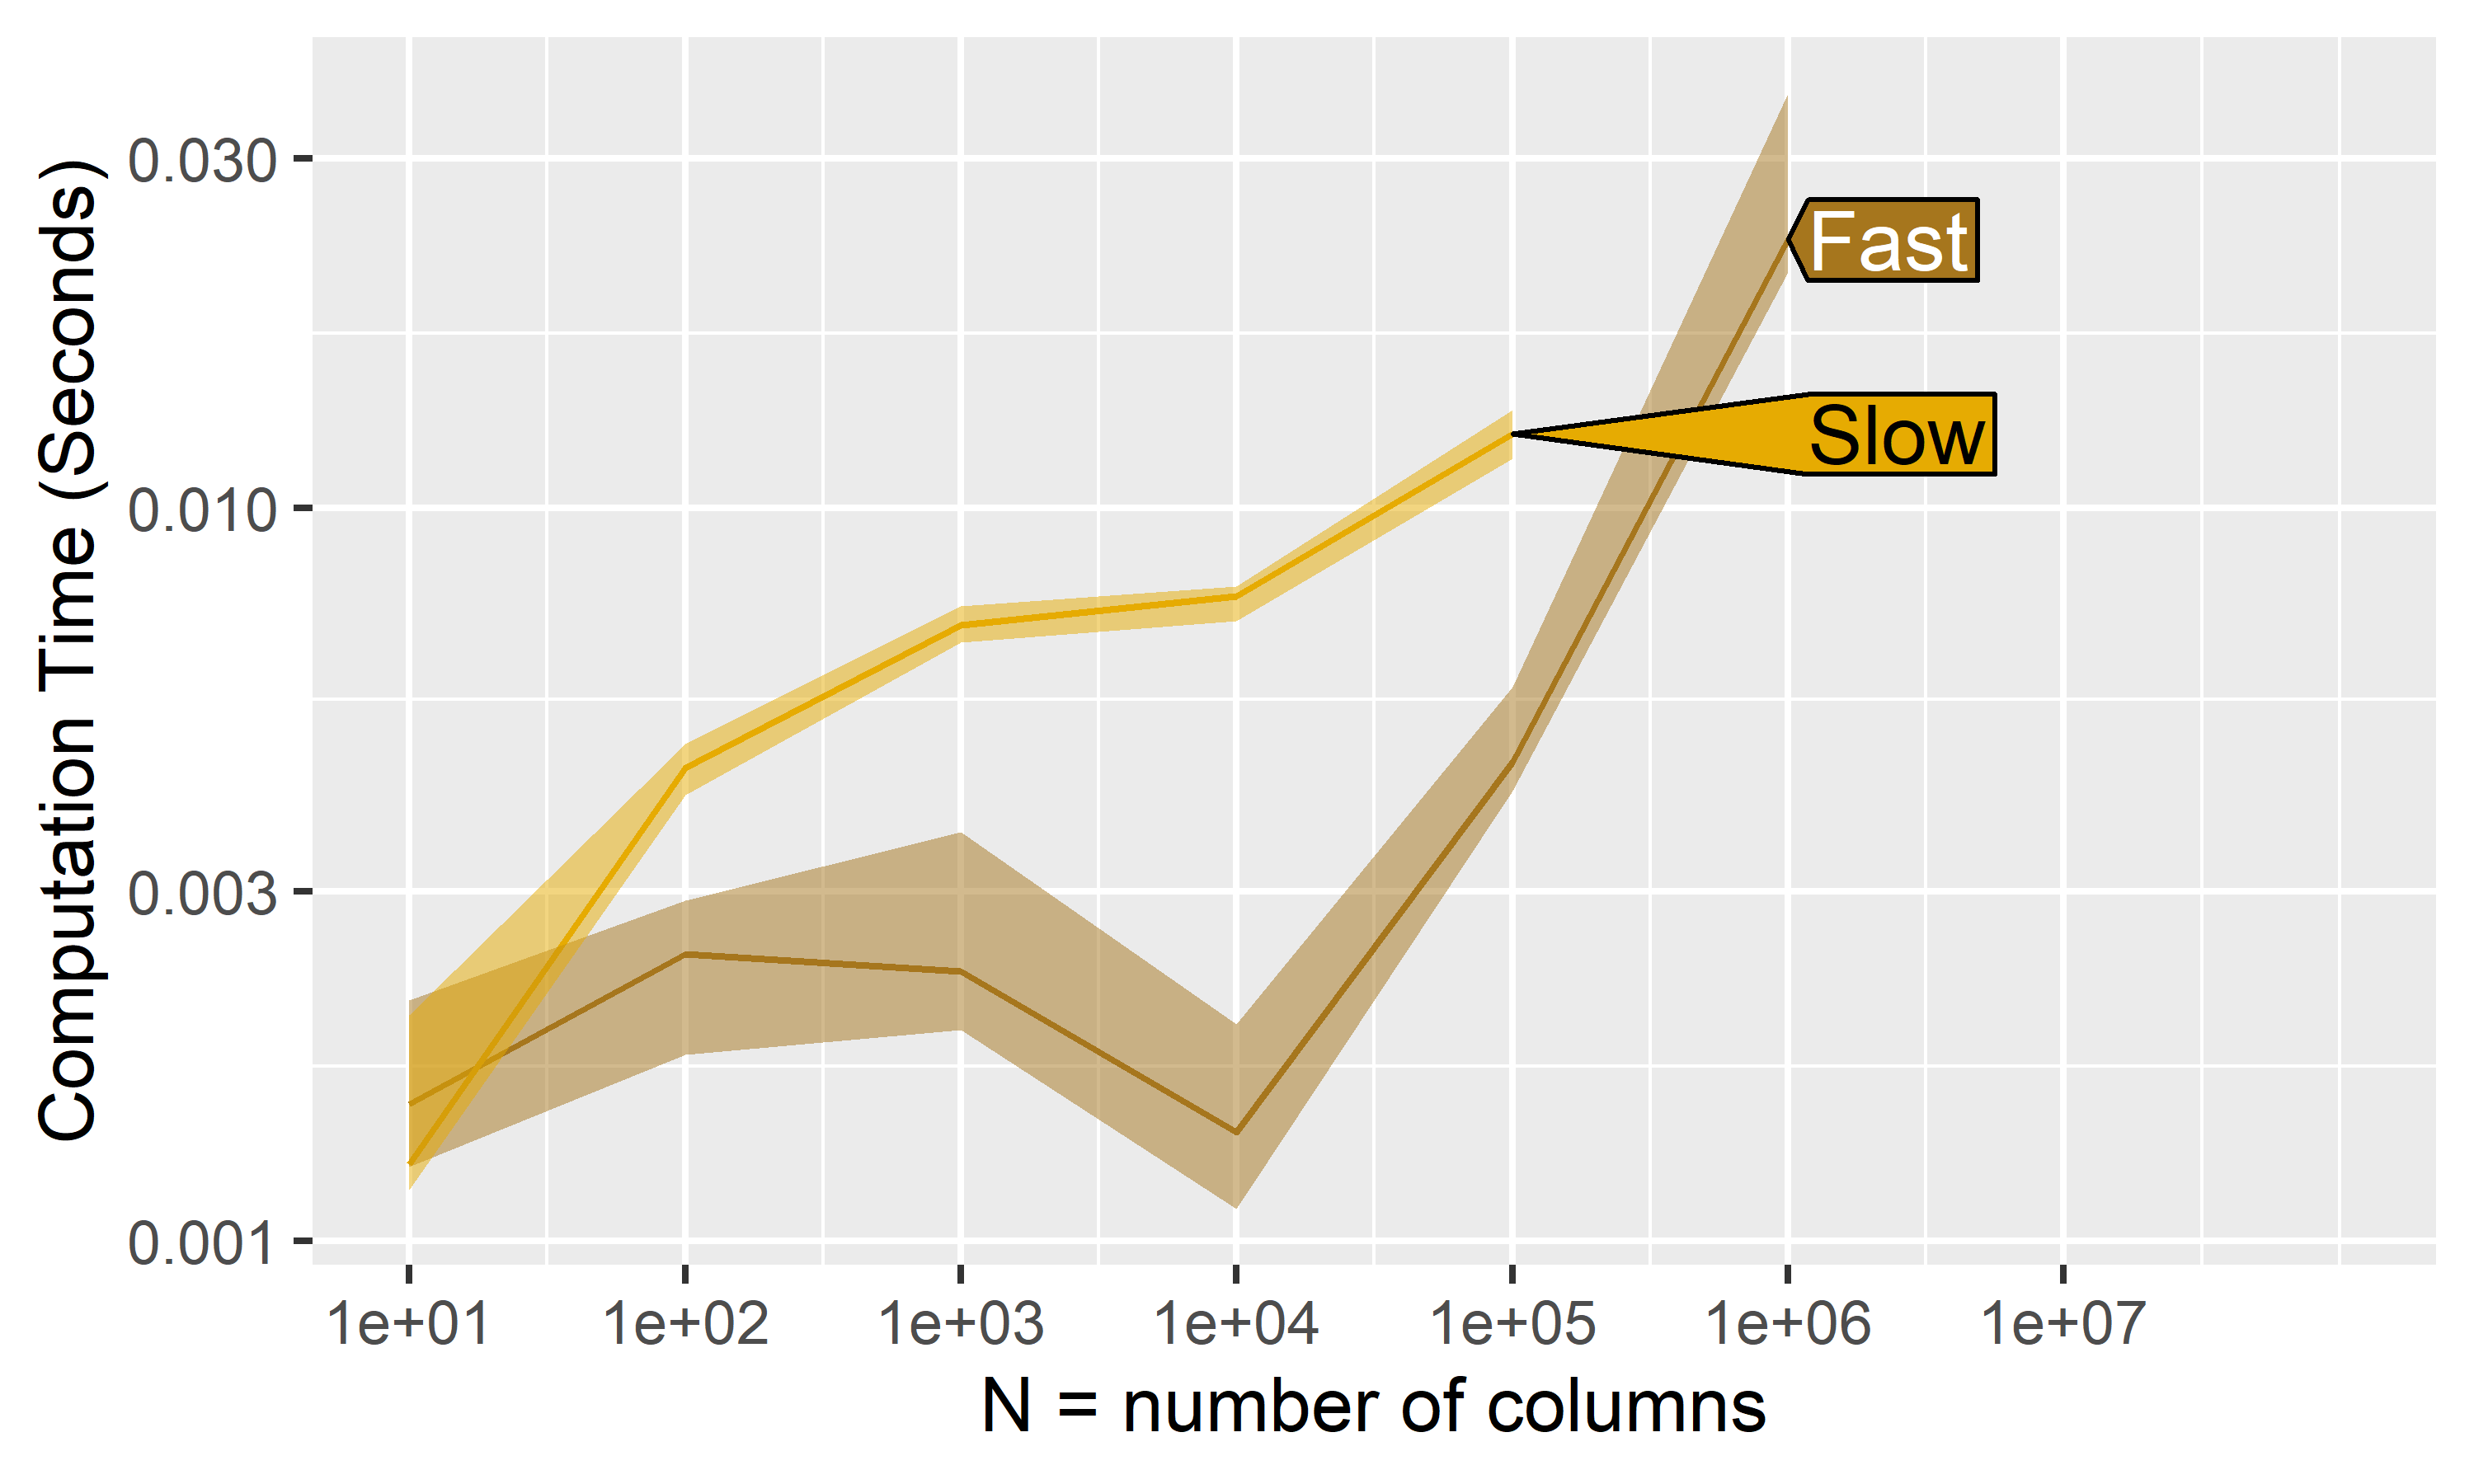 Computation Time (Seconds)
0.030
0.010
0.003
0.001
Fast
Slow
1e+01 1e+02 1e+03 1e+04 1e+05 1e+06 1e+07
N = number of columns